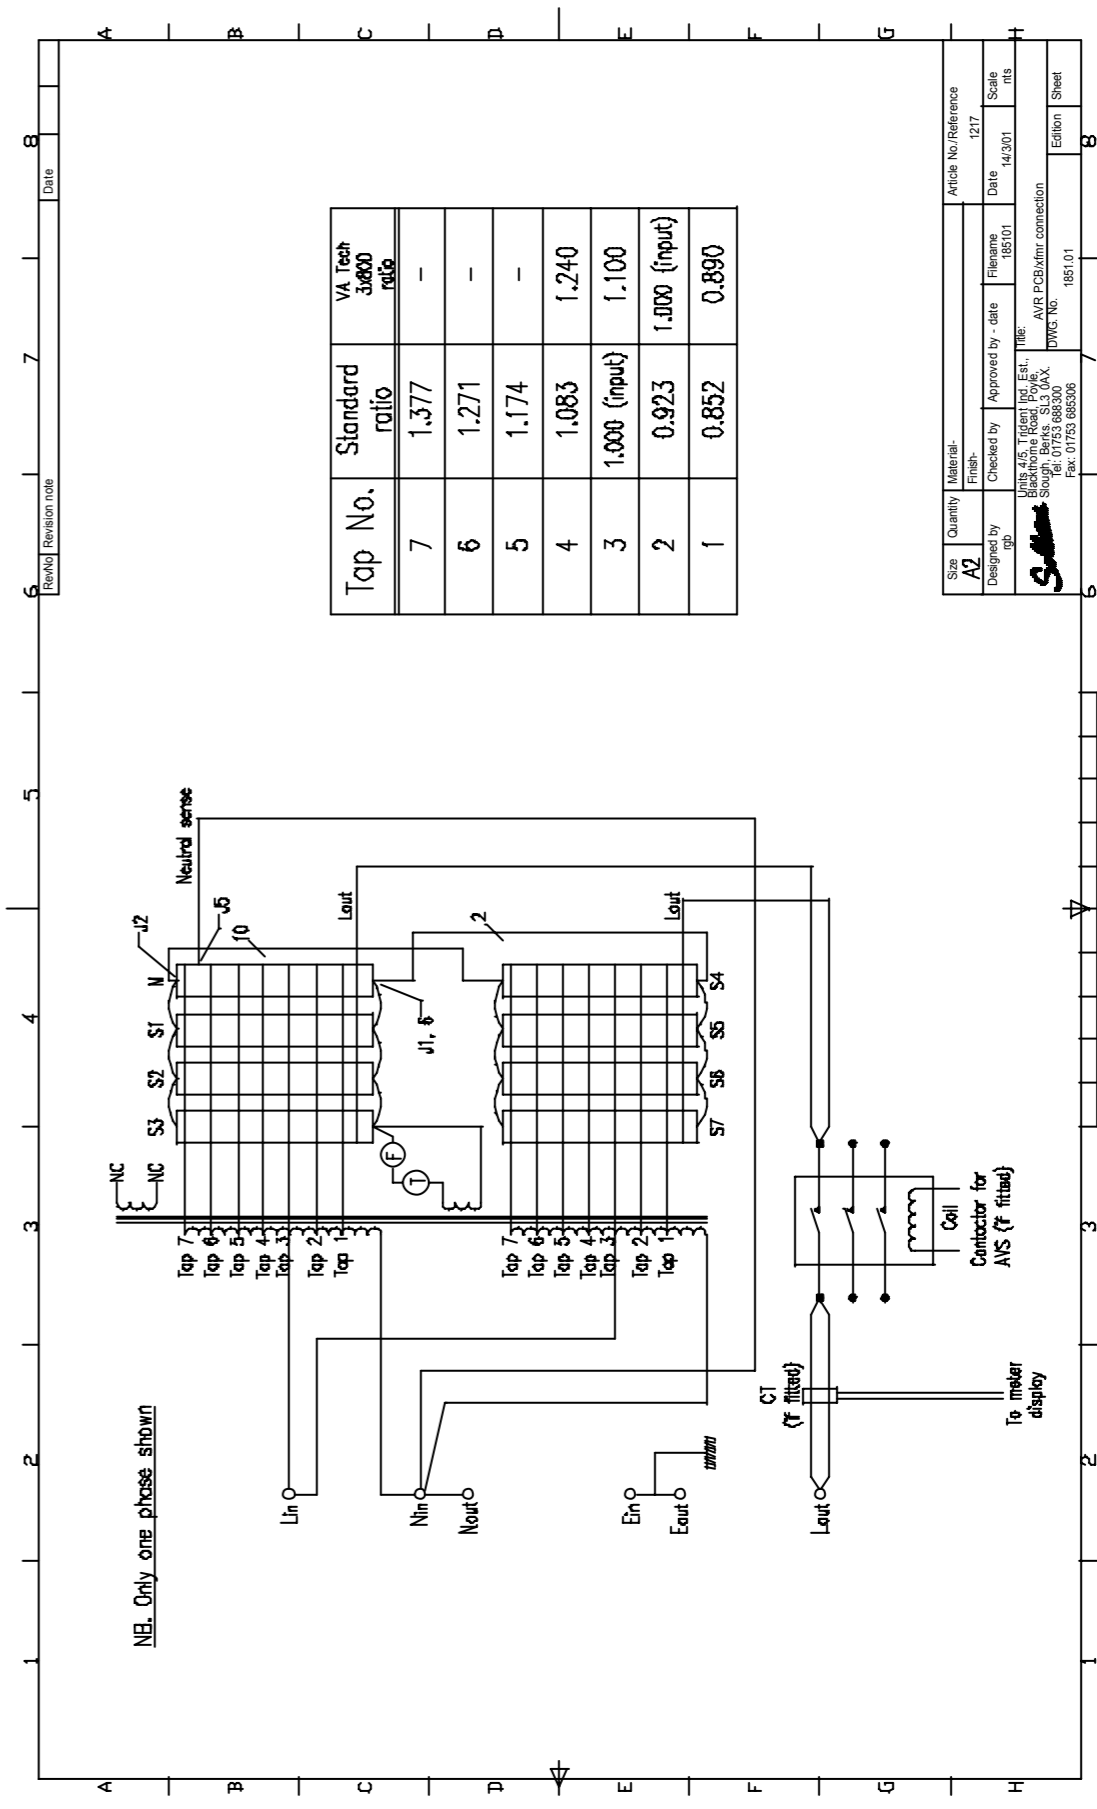 NB. Only one phase shown
RevNo Revision note Date
1 2 3 4 5 6 7 8
A B C D E F G H
NC
NC
S3 S2 S1 N
J2
J5
10
Neutral sense
Tap 7
Tap 6
Tap 5
Tap 4
Tap 3
Tap 2
Tap 1
Lout
F
T
J1, 6
2
Tap 7
Tap 6
Tap 5
Tap 4
Tap 3
Tap 2
Tap 1
Lout
S7 S6 S5 S4
Lin
Nin
Nout
Ein
Eout
Lout
CT
(if fitted)
To meter
display
Coil
Contactor for
AVS (if fitted)
Tap No. Standard ratio VA Tech 3x800 ratio
7 1.377 -
6 1.271 -
5 1.174 -
4 1.083 1.240
3 1.000 (input) 1.100
2 0.923 1.000 (input)
1 0.852 0.890
Size A2 Quantity Material- Finish- Article No./Reference 1217
Designed by rgb Checked by Approved by - date Filename 185101 Date 14/3/01 Scale nts
Sollatek
Units 4/5, Trident Ind. Est.,
Blackthorne Road, Poyle,
Slough, Berks. SL3 0AX.
Tel: 01753 688300
Fax: 01753 685306
Title: AVR PCB/xfmr connection
DWG. No. 1851.01 Edition Sheet
1 2 3 4 5 6 7 8
A B C D E F G H